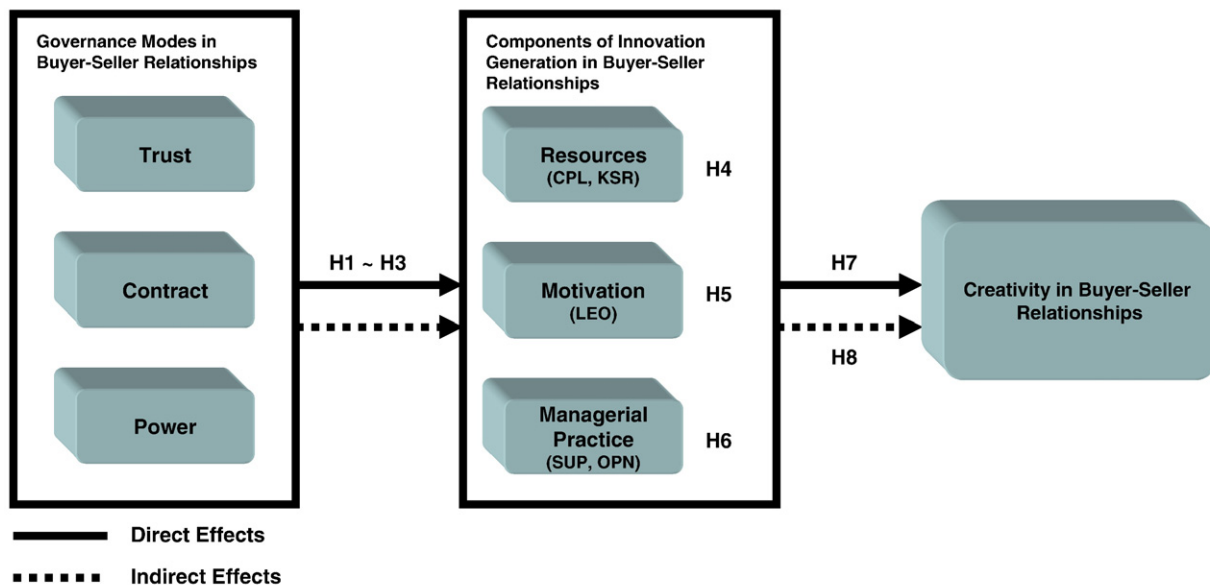 Governance Modes in
Buyer-Seller Relationships
Trust
Contract
Power
H1 ~ H3
Components of Innovation
Generation in Buyer-Seller
Relationships
Resources
(CPL, KSR)
H4
Motivation
(LEO)
H5
Managerial
Practice
(SUP, OPN)
H6
H7
H8
Creativity in Buyer-Seller
Relationships
Direct Effects
Indirect Effects